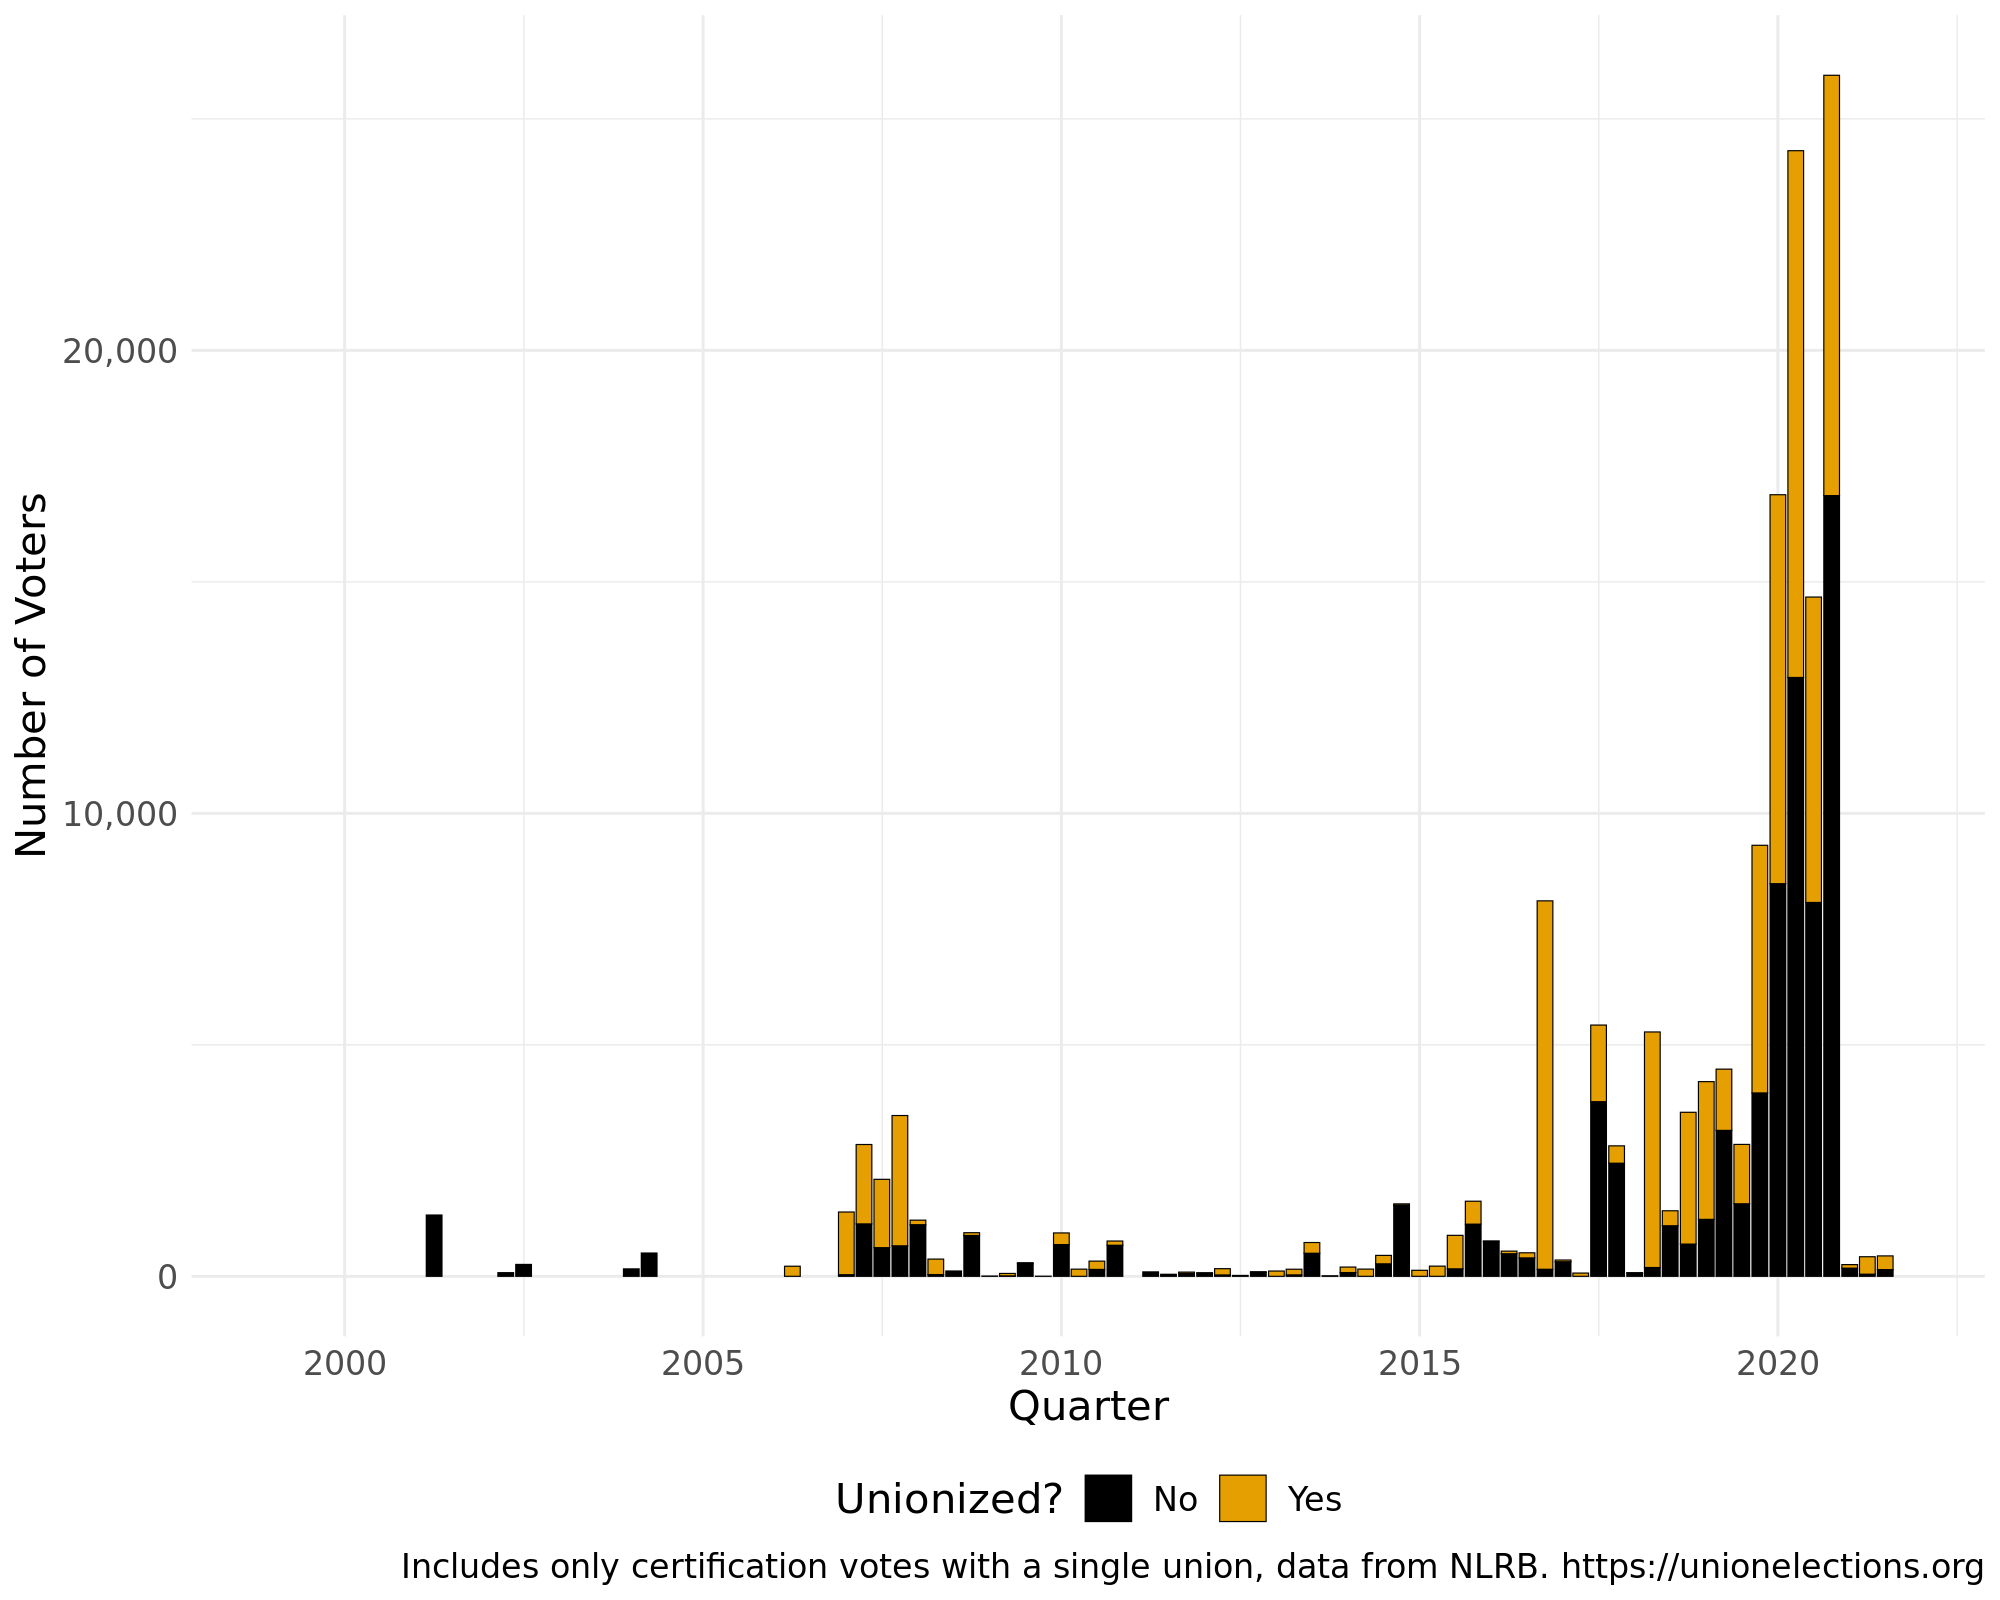 Number of Voters
20,000
10,000
0
2000 2005 2010 2015 2020
Quarter
Unionized? No Yes
Includes only certification votes with a single union, data from NLRB. https://unionelections.org